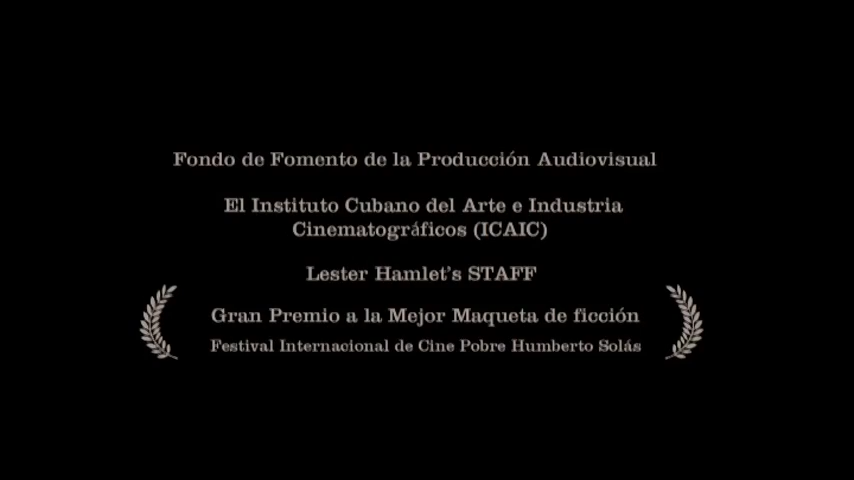 Fondo de Fomento de la Producción Audiovisual
El Instituto Cubano del Arte e Industria
Cinematográficos (ICAIC)
Lester Hamlet's STAFF
Gran Premio a la Mejor Maqueta de ficción
Festival Internacional de Cine Pobre Humberto Solás